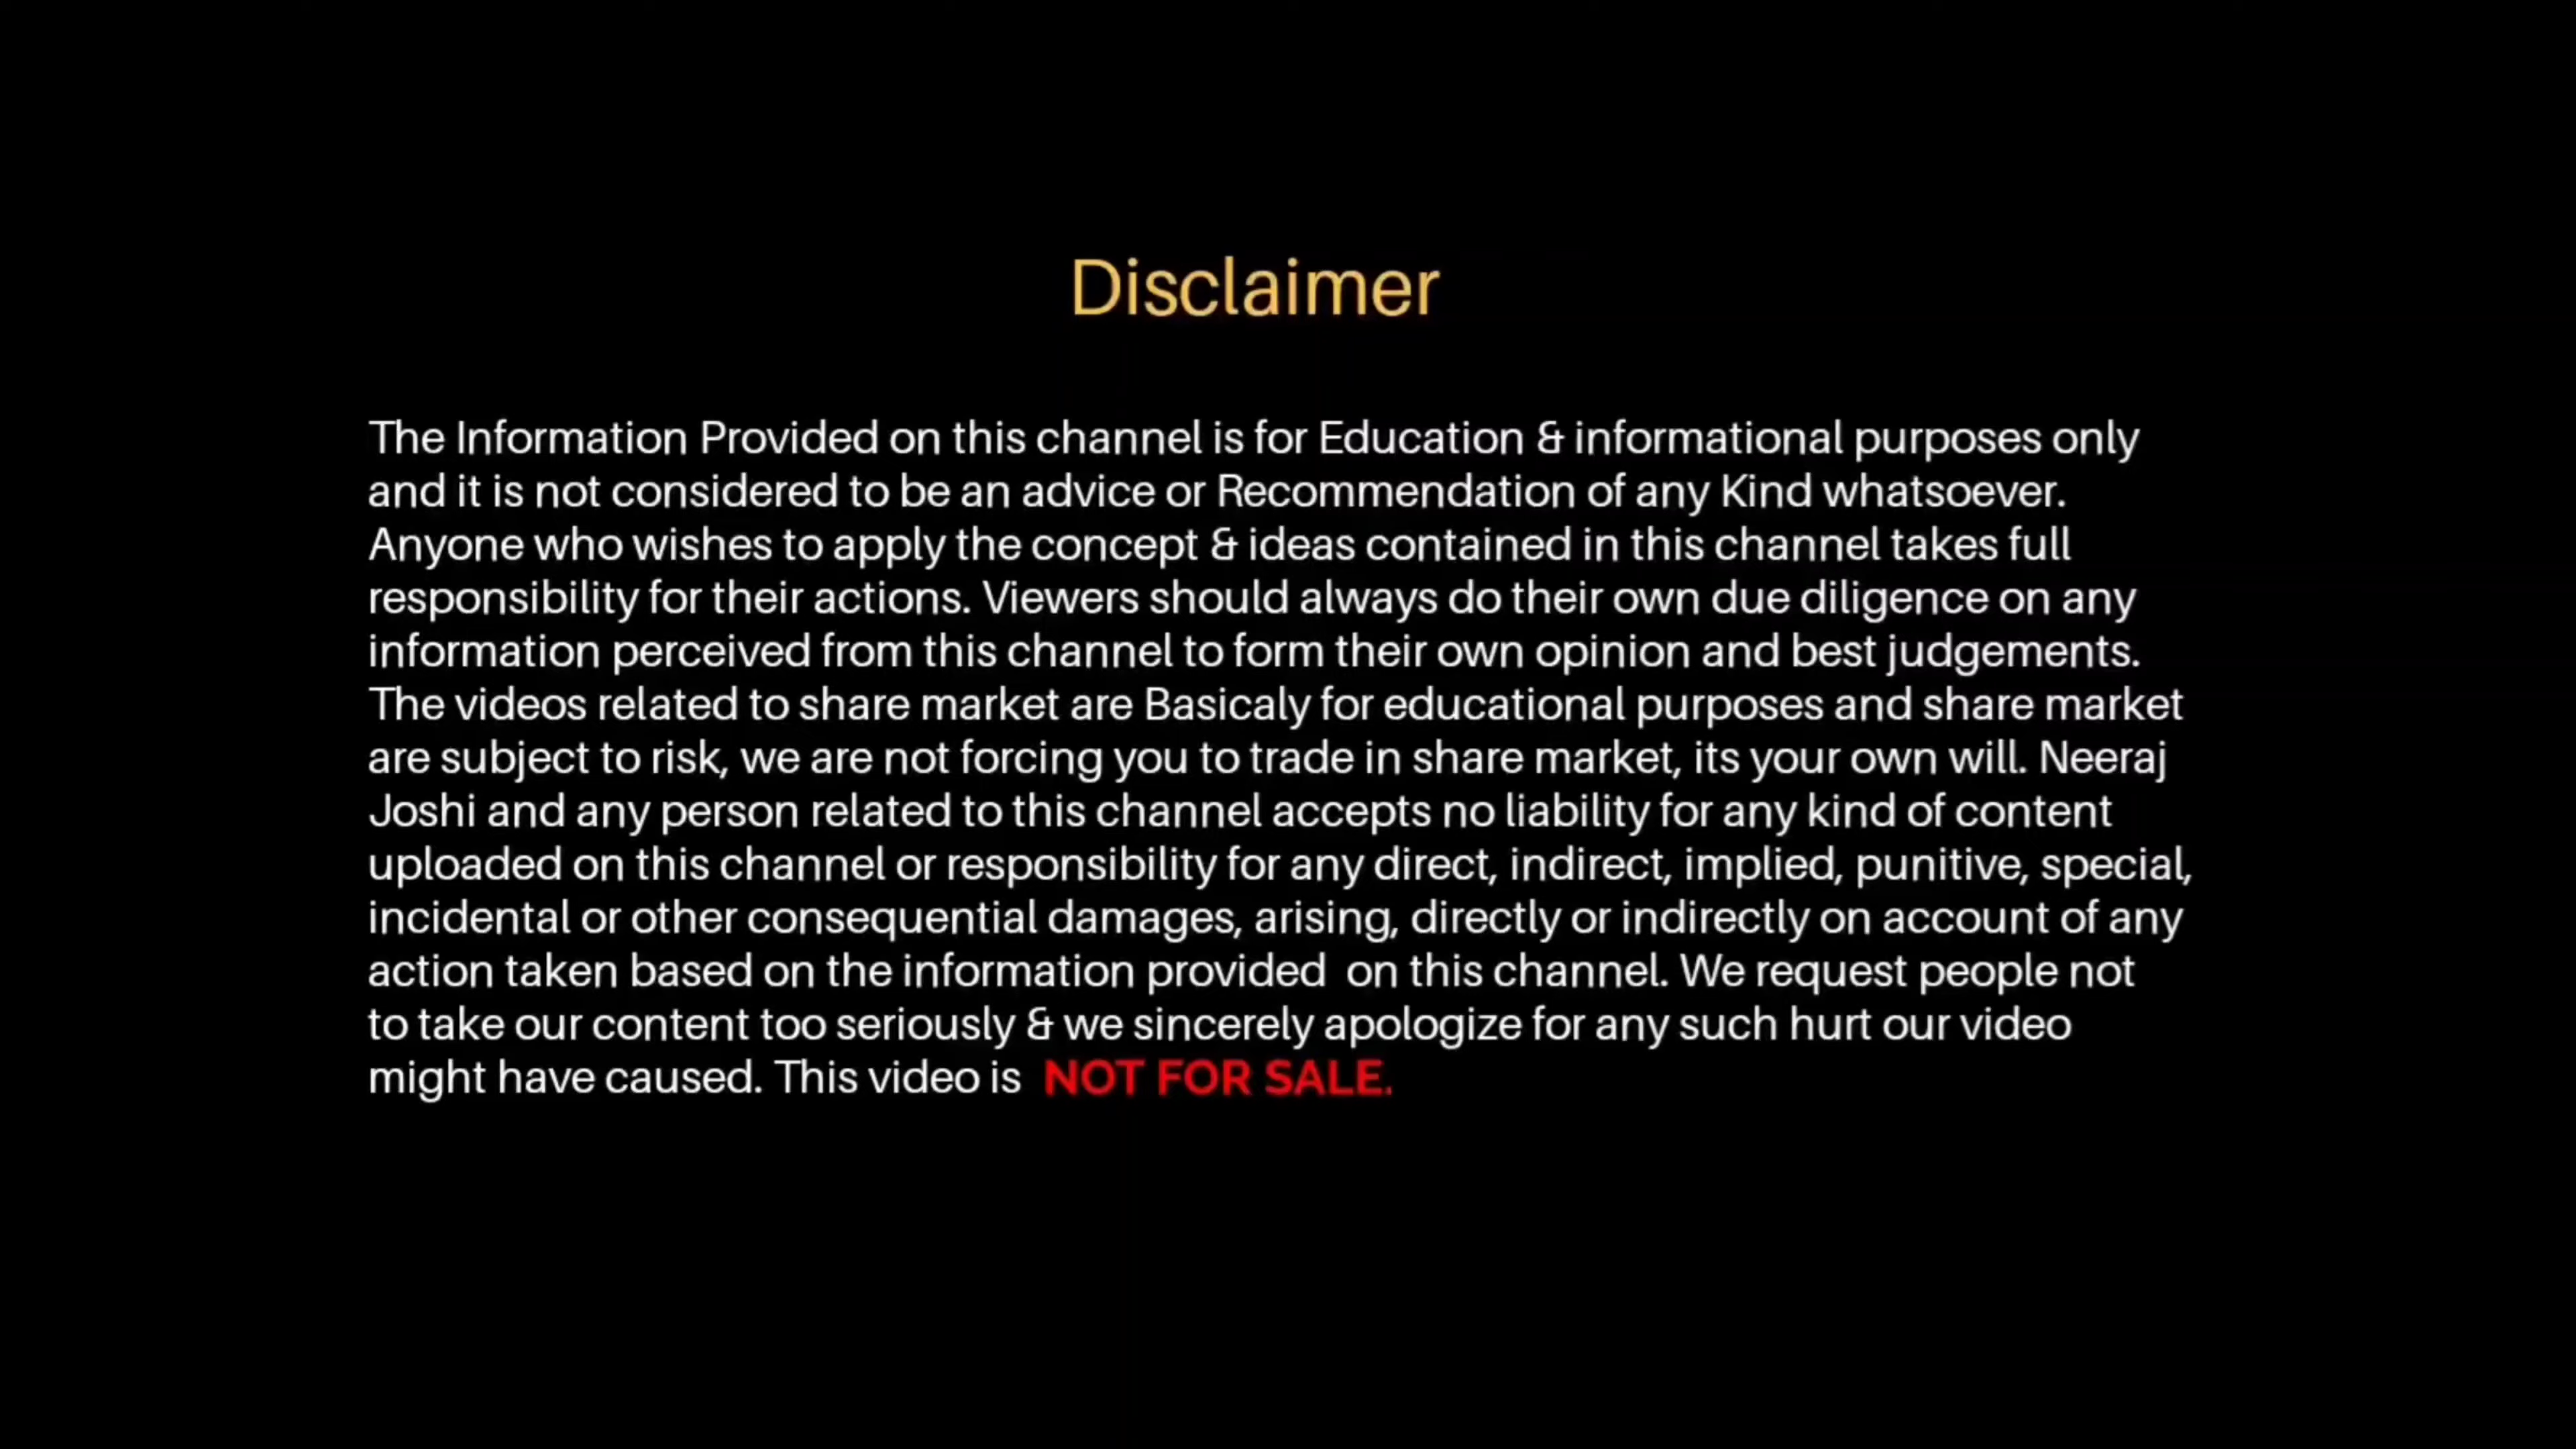 Disclaimer
The Information Provided on this channel is for Education & informational purposes only
and it is not considered to be an advice or Recommendation of any Kind whatsoever.
Anyone who wishes to apply the concept & ideas contained in this channel takes full
responsibility for their actions. Viewers should always do their own due diligence on any
information perceived from this channel to form their own opinion and best judgements.
The videos related to share market are Basicaly for educational purposes and share market
are subject to risk, we are not forcing you to trade in share market, its your own will. Neeraj
Joshi and any person related to this channel accepts no liability for any kind of content
uploaded on this channel or responsibility for any direct, indirect, implied, punitive, special,
incidental or other consequential damages, arising, directly or indirectly on account of any
action taken based on the information provided on this channel. We request people not
to take our content too seriously & we sincerely apologize for any such hurt our video
might have caused. This video is NOT FOR SALE.